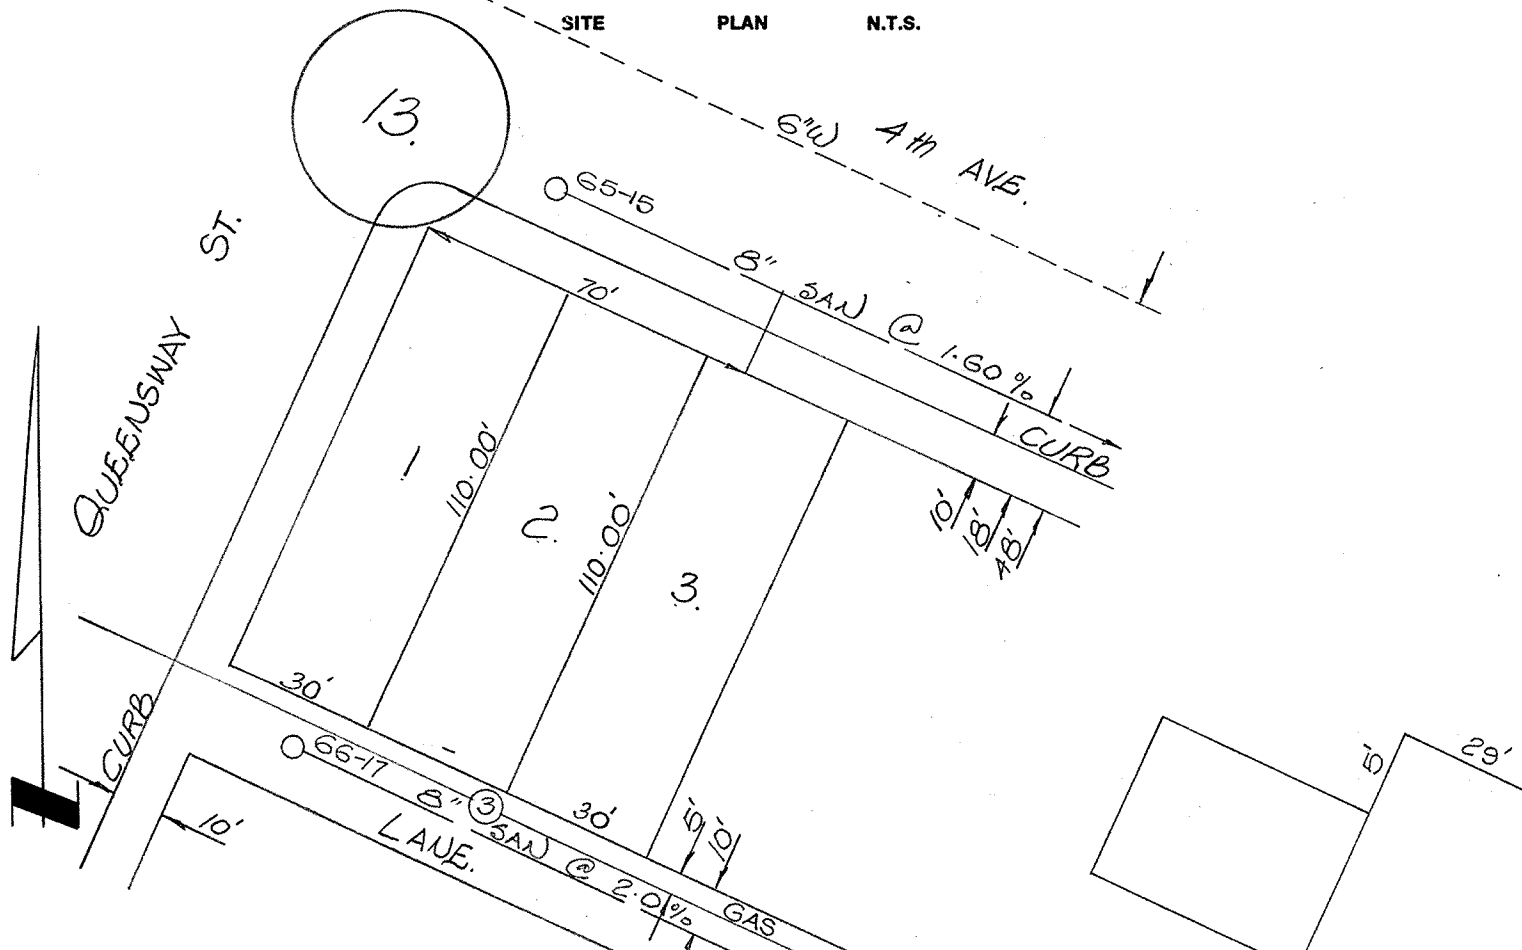 SITE PLAN N.T.S.
13.
6"W 4th AVE.
65-15
8" SAN @ 1.60%
QUEENSWAY ST.
70'
CURB
10'
18'
48'
1
110.00'
2.
110.00'
3.
30'
CURB
66-17
8" SAN @ 2.0%
3
30'
5'
10'
GAS
LANE.
10'
5'
29'